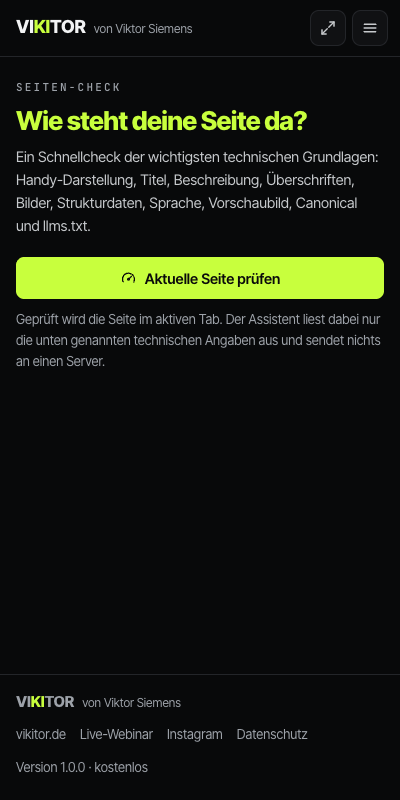 VIKITOR von Viktor Siemens
SEITEN-CHECK
Wie steht deine Seite da?
Ein Schnellcheck der wichtigsten technischen Grundlagen:
Handy-Darstellung, Titel, Beschreibung, Überschriften,
Bilder, Strukturdaten, Sprache, Vorschaubild, Canonical
und llms.txt.
Aktuelle Seite prüfen
Geprüft wird die Seite im aktiven Tab. Der Assistent liest dabei nur
die unten genannten technischen Angaben aus und sendet nichts
an einen Server.
VIKITOR von Viktor Siemens
vikitor.de Live-Webinar Instagram Datenschutz
Version 1.0.0 · kostenlos